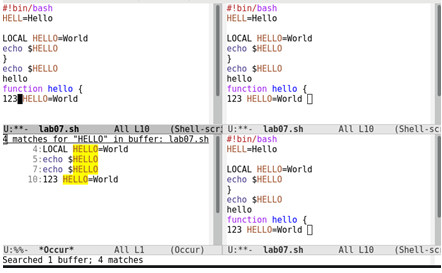 #!bin/bash
HELL=Hello
LOCAL HELLO=World
echo $HELLO
}
echo $HELLO
hello
function hello {
123 HELLO=World
U:**- lab07.sh All L10 (Shell-scri
#!bin/bash
HELL=Hello
LOCAL HELLO=World
echo $HELLO
}
echo $HELLO
hello
function hello {
123 HELLO=World
U:**- lab07.sh All L10 (Shell-sc
4 matches for "HELLO" in buffer: lab07.sh
4:LOCAL HELLO=World
5:echo $HELLO
7:echo $HELLO
10:123 HELLO=World
U:%%- *Occur* All L1 (Occur)
#!bin/bash
HELL=Hello
LOCAL HELLO=World
echo $HELLO
}
echo $HELLO
hello
function hello {
123 HELLO=World
U:**- lab07.sh All L10 (Shell-sc
Searched 1 buffer; 4 matches